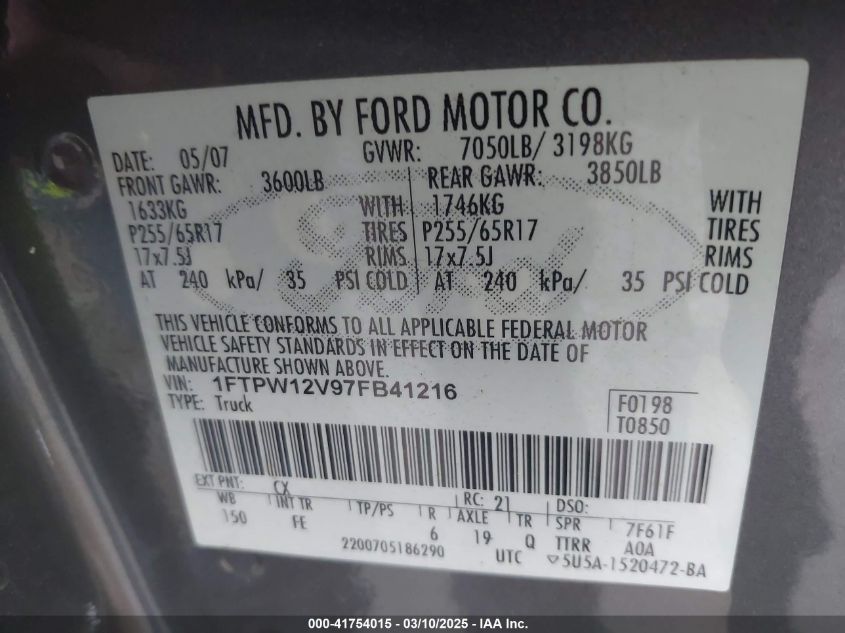 MFD. BY FORD MOTOR CO.
DATE: 05/07 GVWR: 7050LB/ 3198KG
FRONT GAWR: 3600LB REAR GAWR: 3850LB
1633KG WITH 1746KG WITH
P255/65R17 TIRES P255/65R17 TIRES
17x7.5J RIMS 17x7.5J RIMS
AT 240 kPa/ 35 PSI COLD AT 240 kPa/ 35 PSI COLD
Ford
THIS VEHICLE CONFORMS TO ALL APPLICABLE FEDERAL MOTOR
VEHICLE SAFETY STANDARDS IN EFFECT ON THE DATE OF
MANUFACTURE SHOWN ABOVE.
VIN: 1FTPW12V97FB41216
TYPE: Truck
F0198
T0850
EXT PNT: CX RC: 21 DSO:
WB INT TR TP/PS R AXLE TR SPR 7F61F
150 FE 6 19 Q TTRR AOA
2200705186290 UTC ▽5U5A-1520472-BA
000-41754015 — 03/10/2025 — IAA Inc.